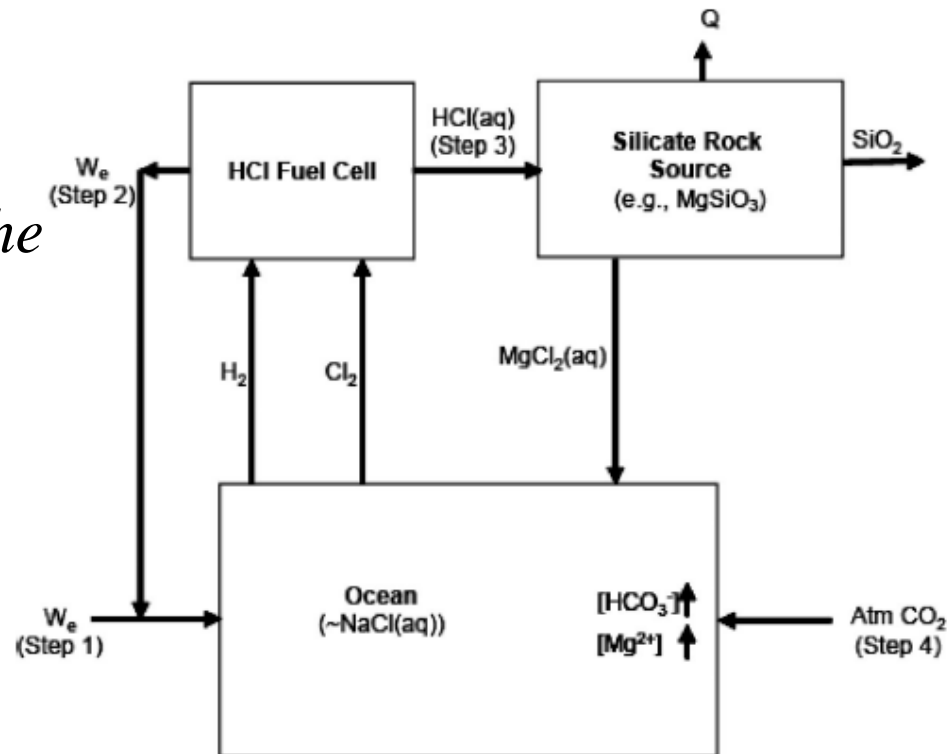 Q
HCl(aq)
(Step 3)
Silicate Rock
Source
(e.g., MgSiO₃)
SiO₂
HCl Fuel Cell
Wₑ
(Step 2)
he
MgCl₂(aq)
H₂
Cl₂
Ocean
(~NaCl(aq))
[HCO₃⁻]
[Mg²⁺]
Wₑ
(Step 1)
Atm CO₂
(Step 4)